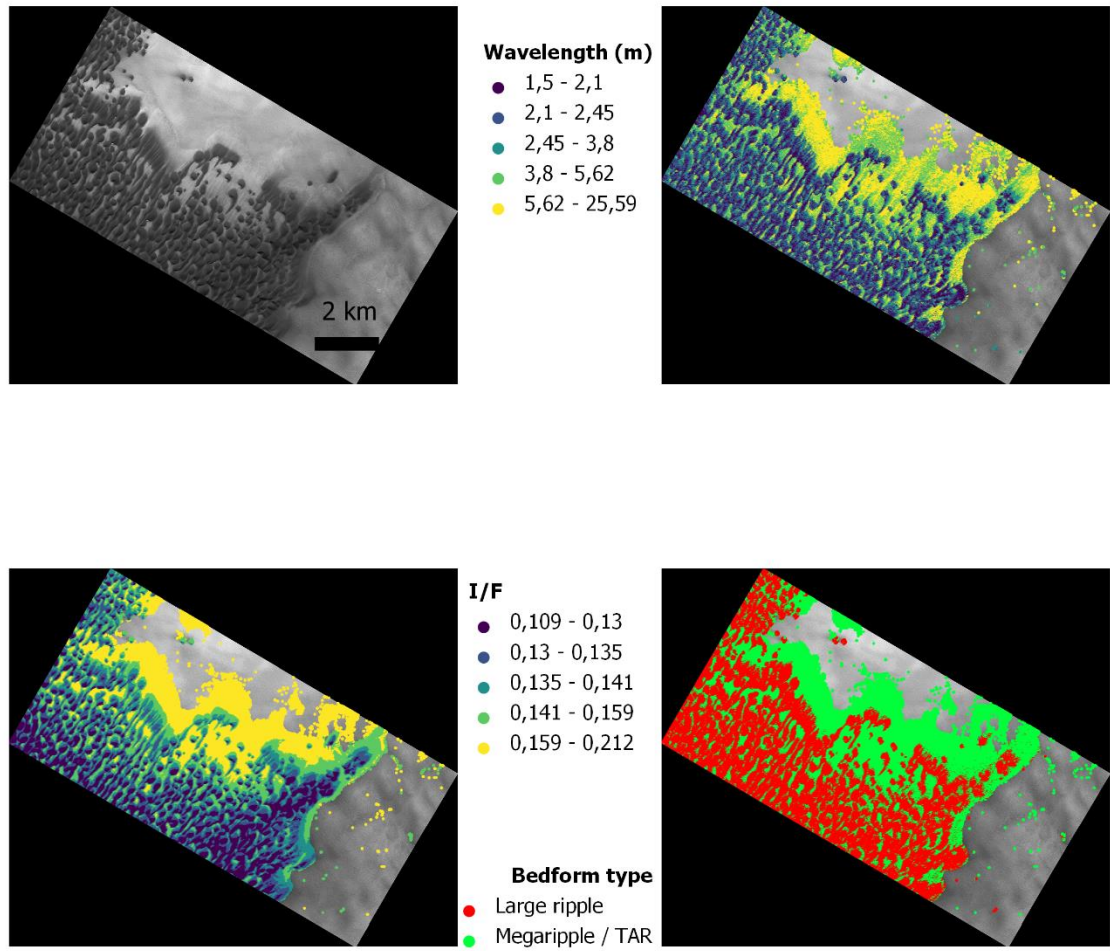 Wavelength (m)
1,5 - 2,1
2,1 - 2,45
2,45 - 3,8
3,8 - 5,62
5,62 - 25,59
2 km
I/F
0,109 - 0,13
0,13 - 0,135
0,135 - 0,141
0,141 - 0,159
0,159 - 0,212
Bedform type
Large ripple
Megaripple / TAR